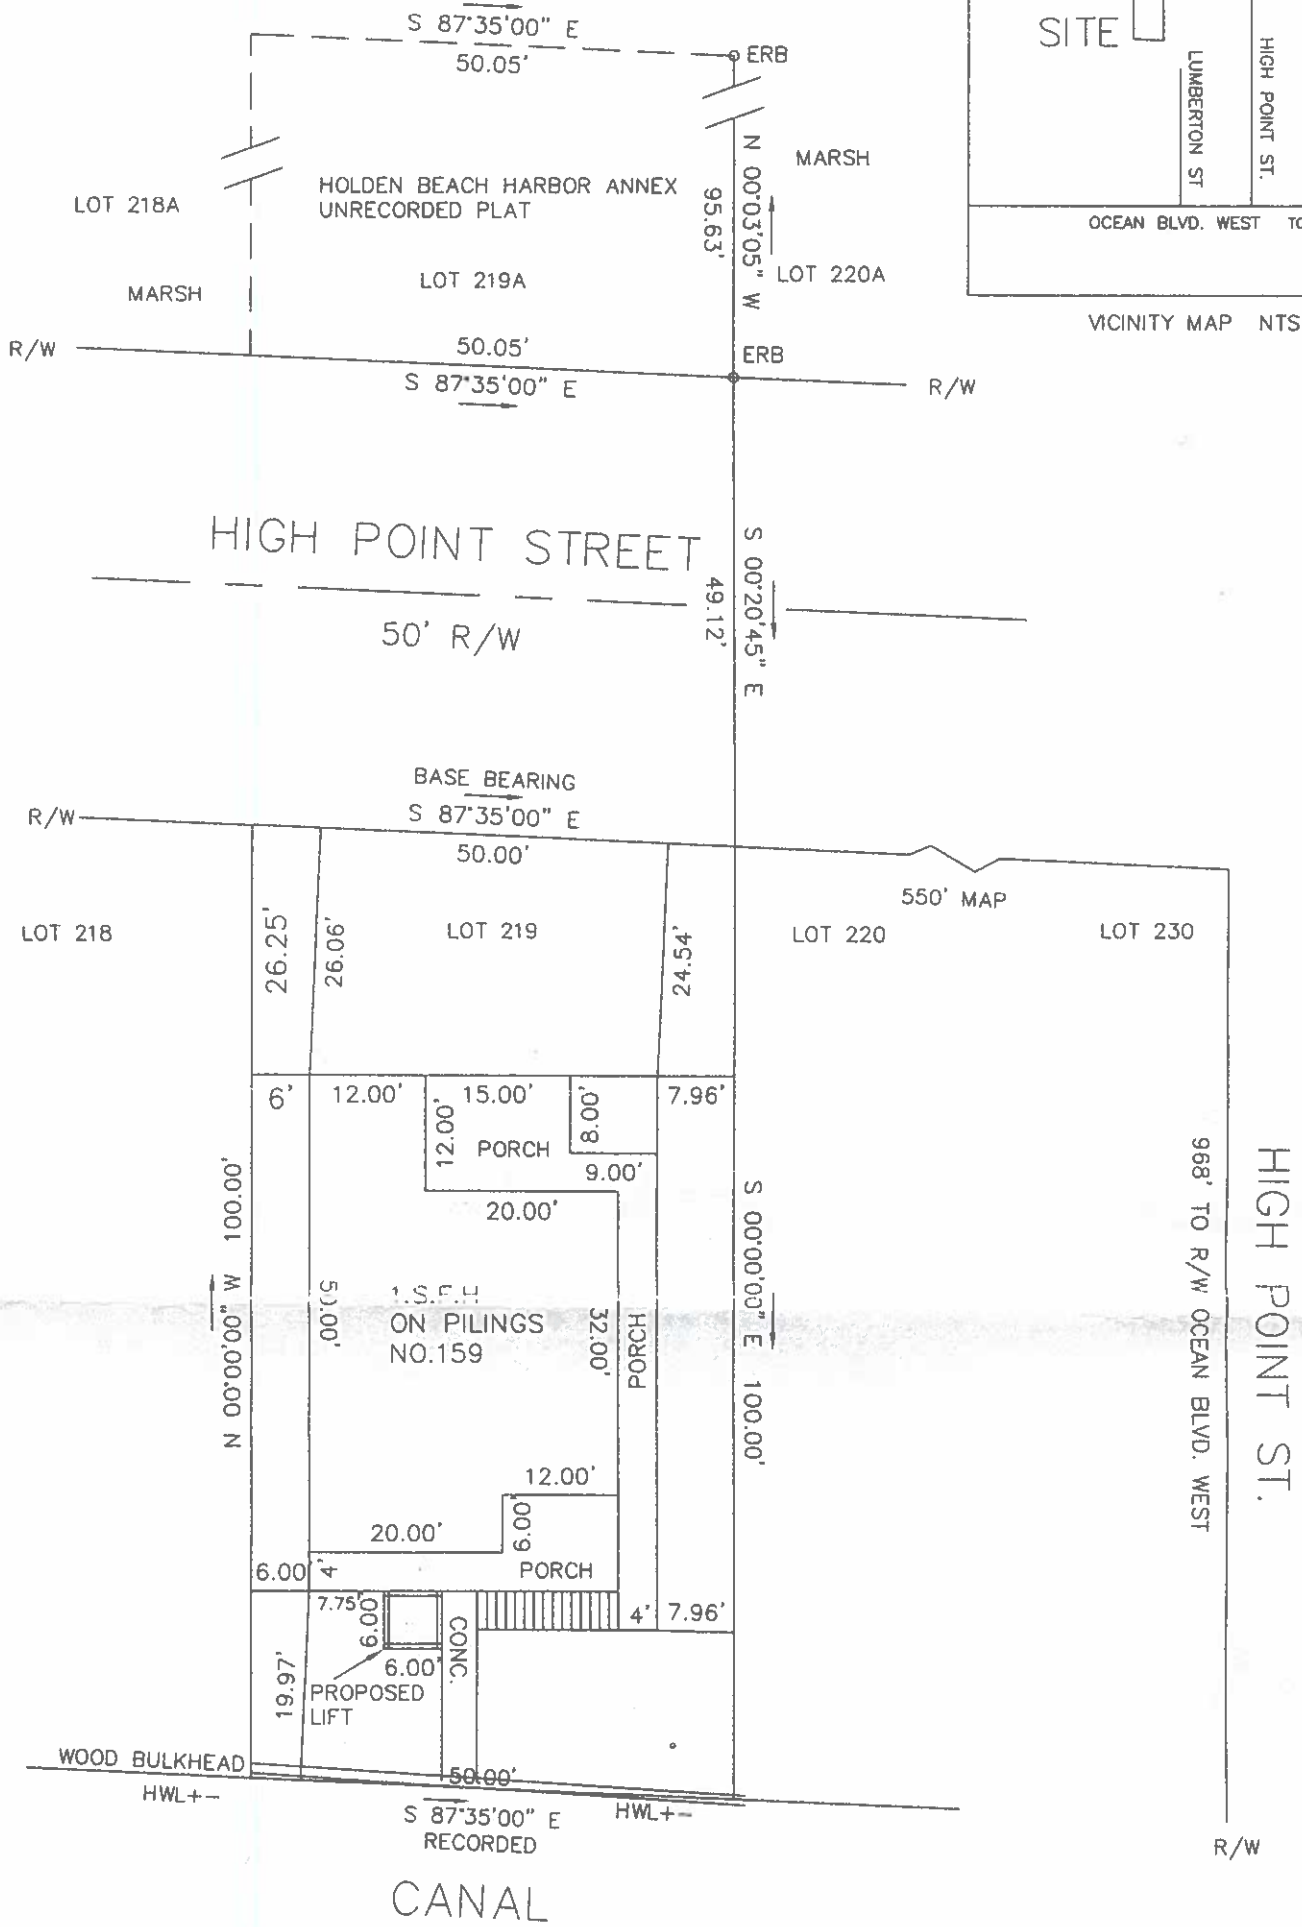 S 87°35'00" E
50.05'
ERB
SITE
LUMBERTON ST
HIGH POINT ST.
OCEAN BLVD. WEST
VICINITY MAP NTS
N 00°03'05" W
95.63'
MARSH
HOLDEN BEACH HARBOR ANNEX
UNRECORDED PLAT
LOT 218A
LOT 219A
LOT 220A
MARSH
R/W
50.05'
S 87°35'00" E
ERB
R/W
HIGH POINT STREET
50' R/W
S 00°20'45" E
49.12'
BASE BEARING
S 87°35'00" E
R/W
50.00'
550' MAP
LOT 218
26.25'
26.06'
LOT 219
24.54'
LOT 220
LOT 230
6'
12.00'
15.00'
7.96'
12.00'
PORCH
8.00'
9.00'
20.00'
N 00°00'00" W 100.00'
50.00'
1.S.F.H
ON PILINGS
NO.159
32.00'
PORCH
S 00°00'00" E 100.00'
968' TO R/W OCEAN BLVD. WEST
HIGH POINT ST.
12.00'
6.00'
20.00'
6.00'
4'
PORCH
7.75'
6.00'
CONC.
4'
7.96'
6.00'
19.97'
PROPOSED
LIFT
WOOD BULKHEAD
50.00'
HWL+-
S 87°35'00" E
RECORDED
HWL+-
R/W
CANAL